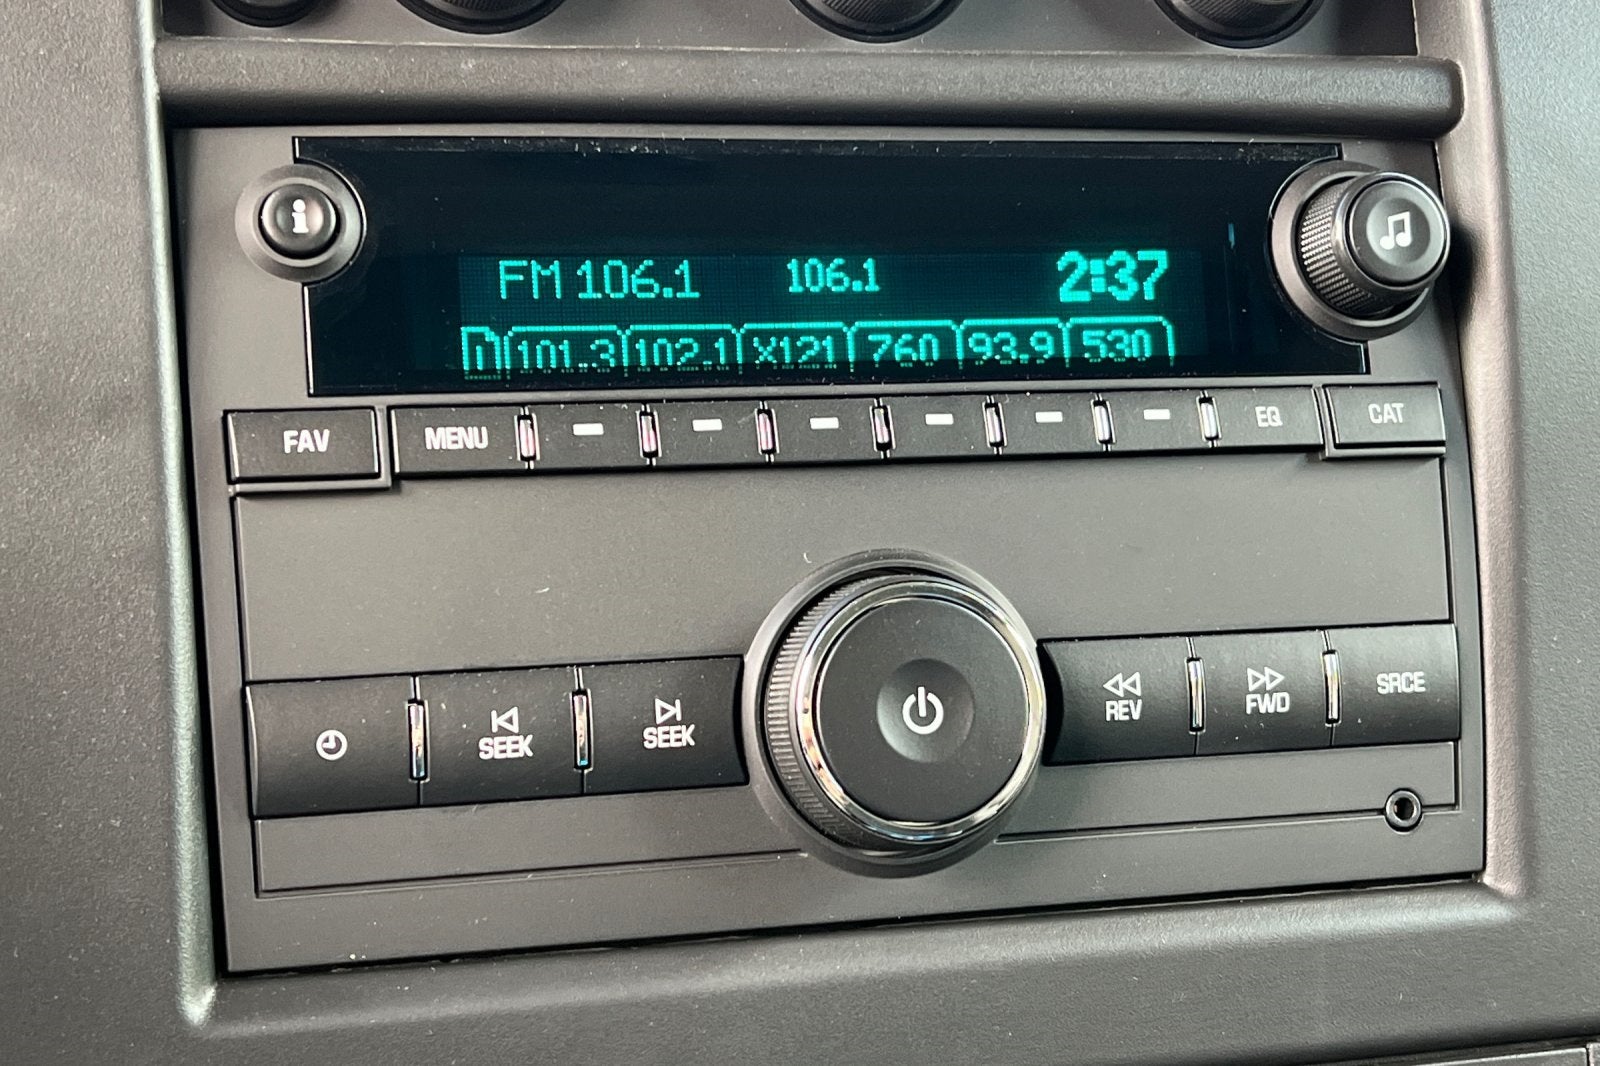 i
FM 106.1 106.1 2:37
1 101.3 102.1 X121 760 93.9 530
FAV MENU EQ CAT
SEEK SEEK REV FWD SRCE